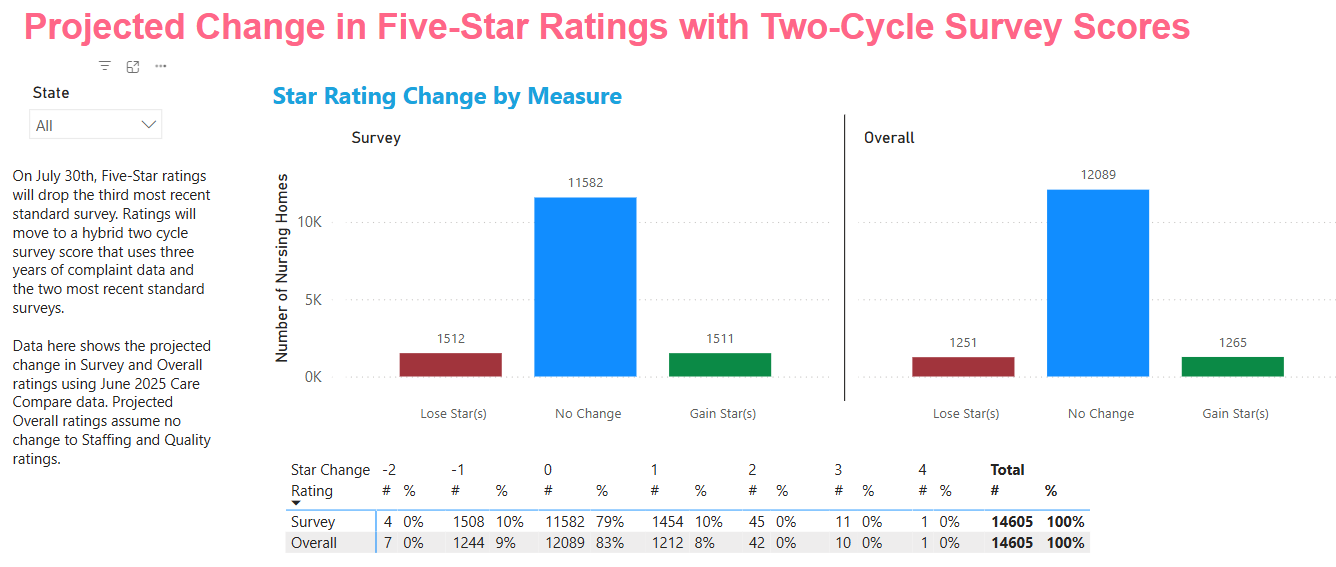 Projected Change in Five-Star Ratings with Two-Cycle Survey Scores
State
All
On July 30th, Five-Star ratings
will drop the third most recent
standard survey. Ratings will
move to a hybrid two cycle
survey score that uses three
years of complaint data and
the two most recent standard
surveys.
Data here shows the projected
change in Survey and Overall
ratings using June 2025 Care
Compare data. Projected
Overall ratings assume no
change to Staffing and Quality
ratings.
Star Rating Change by Measure
Survey
Overall
Number of Nursing Homes
10K
5K
0K
1512
11582
1511
1251
12089
1265
Lose Star(s) No Change Gain Star(s)
Lose Star(s) No Change Gain Star(s)
Star Change -2 -1 0 1 2 3 4 Total
Rating # % # % # % # % # % # % # % # %
Survey 4 0% 1508 10% 11582 79% 1454 10% 45 0% 11 0% 1 0% 14605 100%
Overall 7 0% 1244 9% 12089 83% 1212 8% 42 0% 10 0% 1 0% 14605 100%